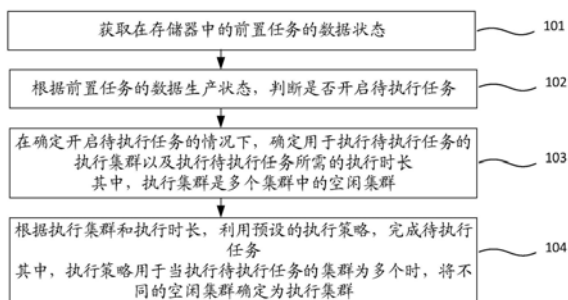 获取在存储器中的前置任务的数据状态
101
根据前置任务的数据生产状态，判断是否开启待执行任务
102
在确定开启待执行任务的情况下，确定用于执行待执行任务的
执行集群以及执行待执行任务所需的执行时长
其中，执行集群是多个集群中的空闲集群
103
根据执行集群和执行时长，利用预设的执行策略，完成待执行
任务
其中，执行策略用于当执行待执行任务的集群为多个时，将不
同的空闲集群确定为执行集群
104